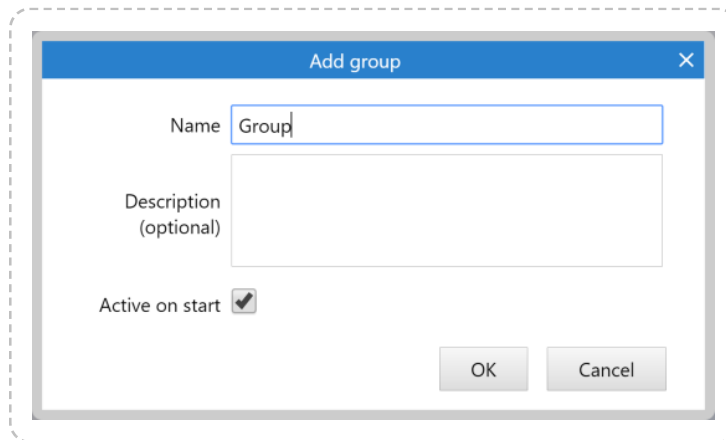 Add group
Name Group
Description
(optional)
Active on start
OK Cancel